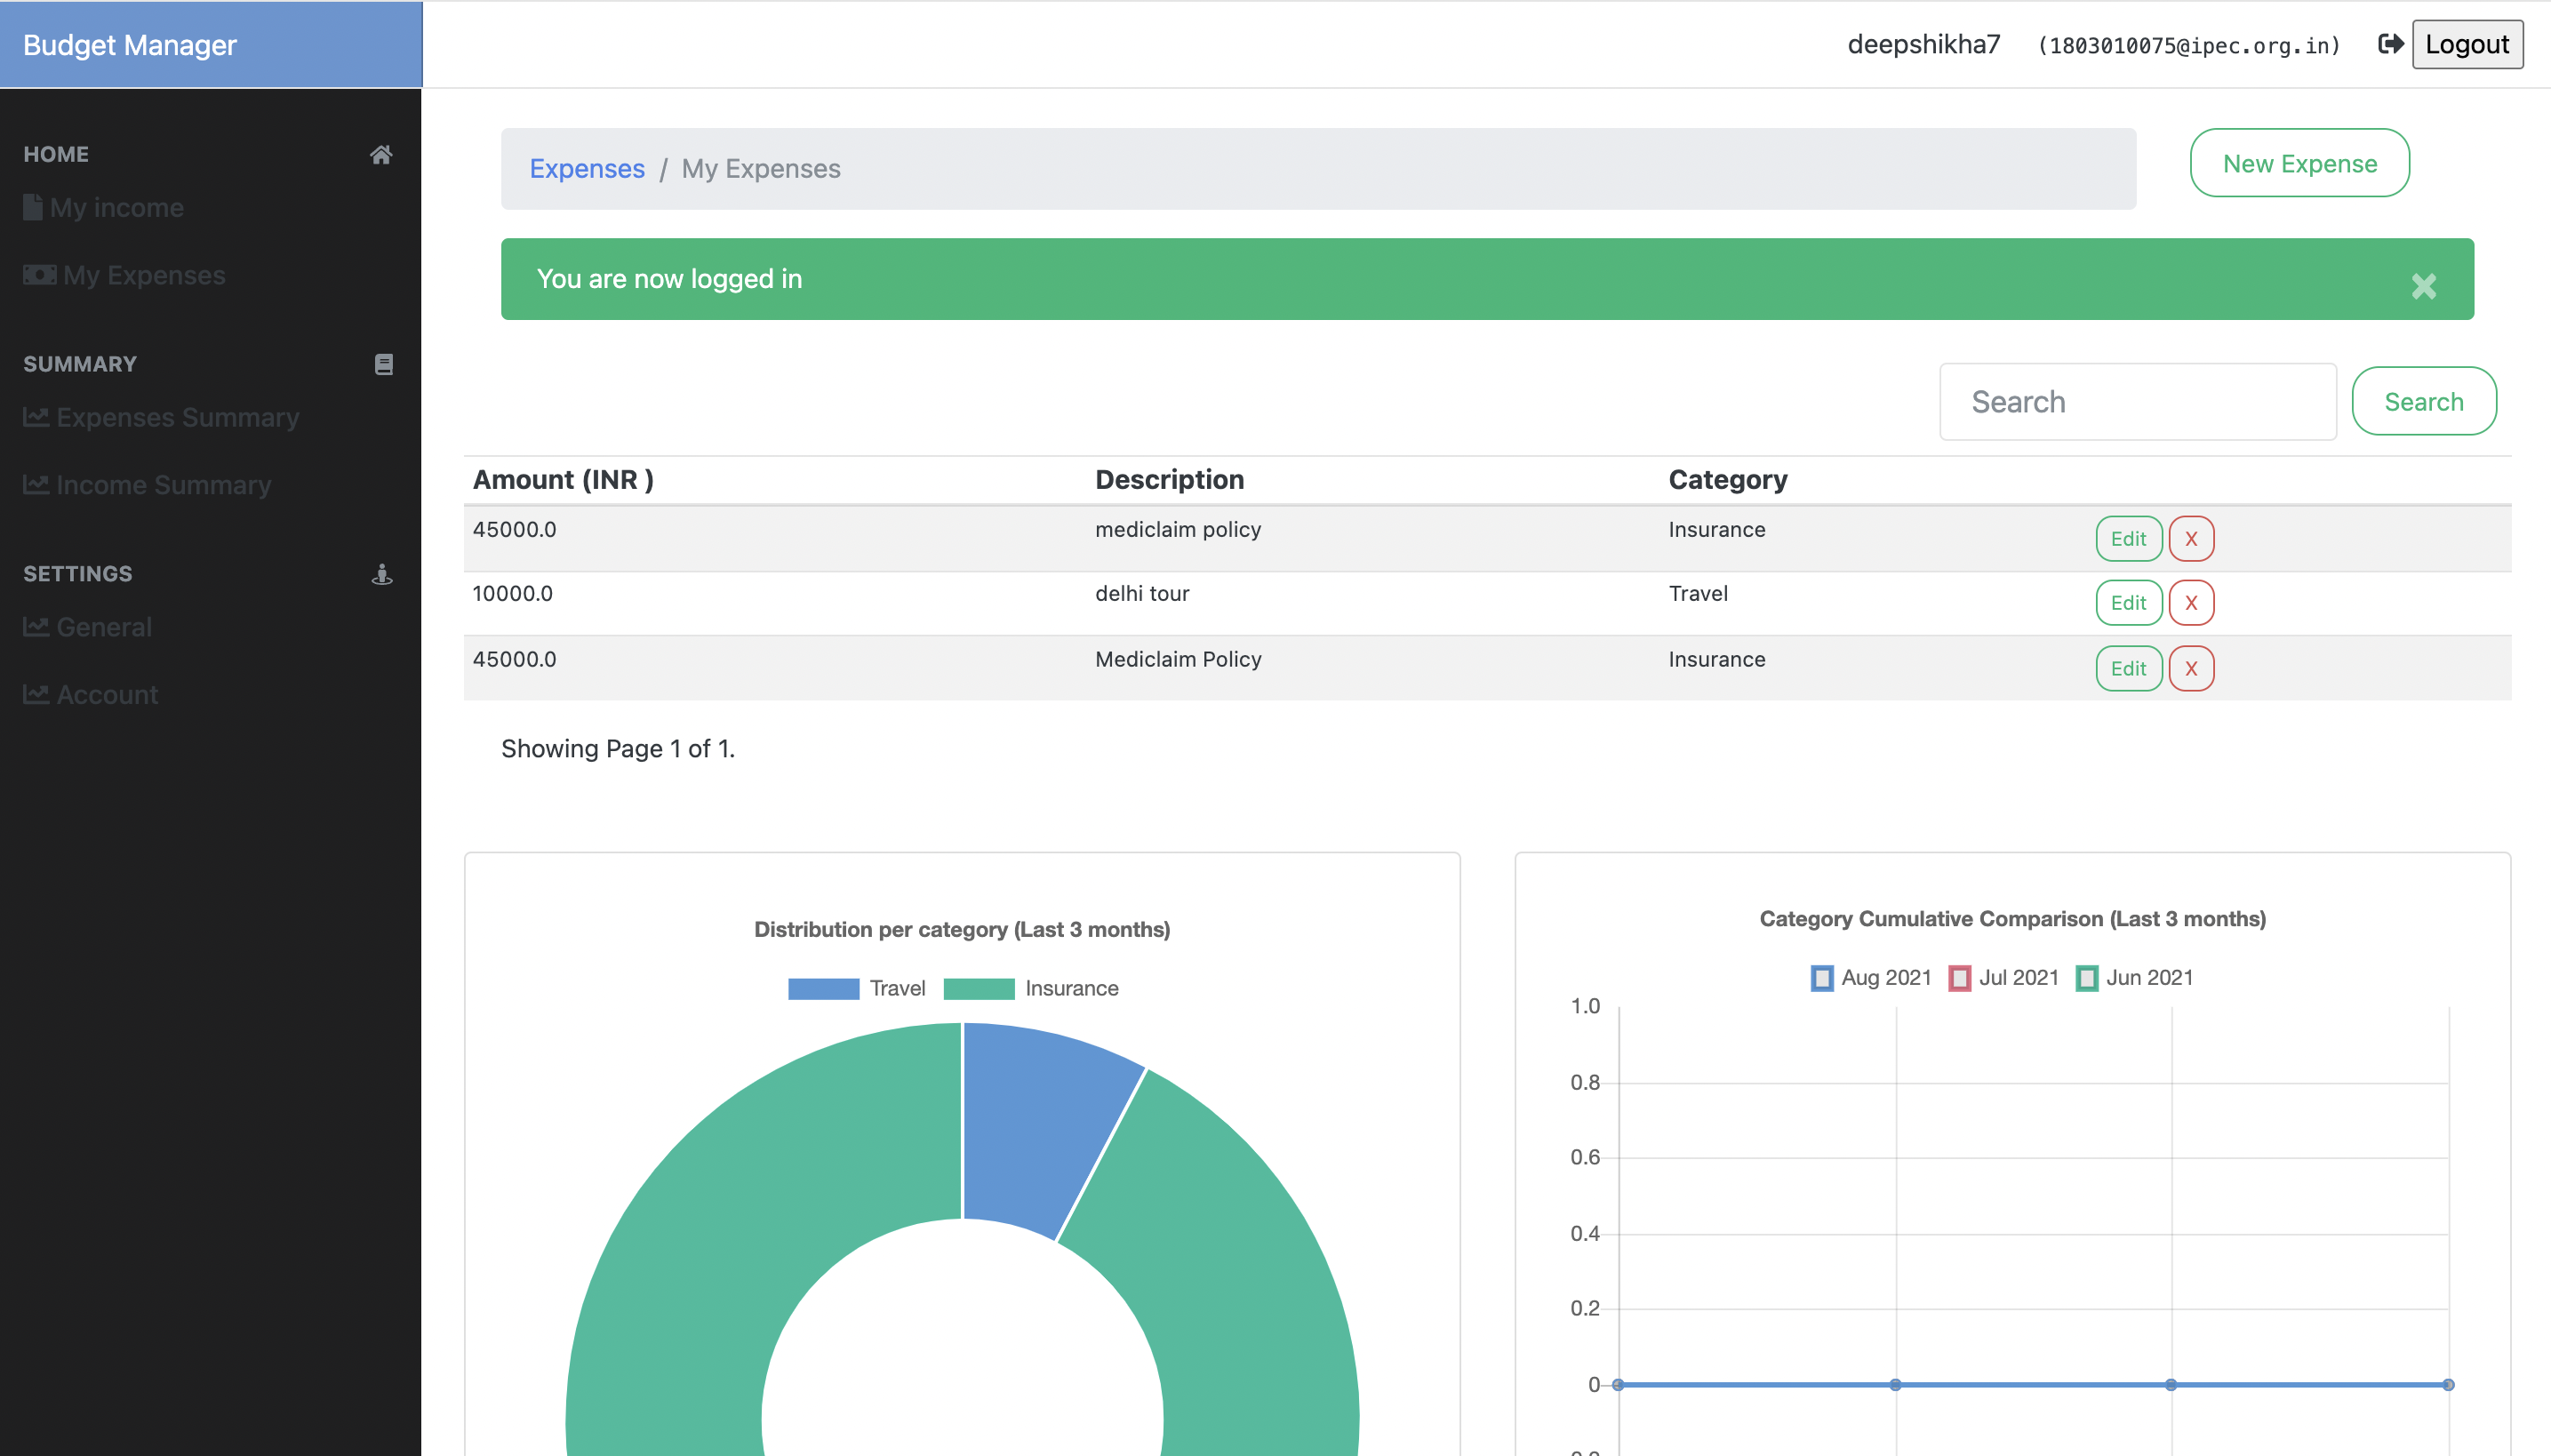 Budget Manager
deepshikha7 (1803010075@ipec.org.in) Logout
HOME
My income
My Expenses
SUMMARY
Expenses Summary
Income Summary
SETTINGS
General
Account
Expenses / My Expenses
New Expense
You are now logged in
×
Search Search
Amount (INR ) Description Category
45000.0 mediclaim policy Insurance Edit X
10000.0 delhi tour Travel Edit X
45000.0 Mediclaim Policy Insurance Edit X
Showing Page 1 of 1.
Distribution per category (Last 3 months)
Travel Insurance
Category Cumulative Comparison (Last 3 months)
Aug 2021 Jul 2021 Jun 2021
1.0
0.8
0.6
0.4
0.2
0